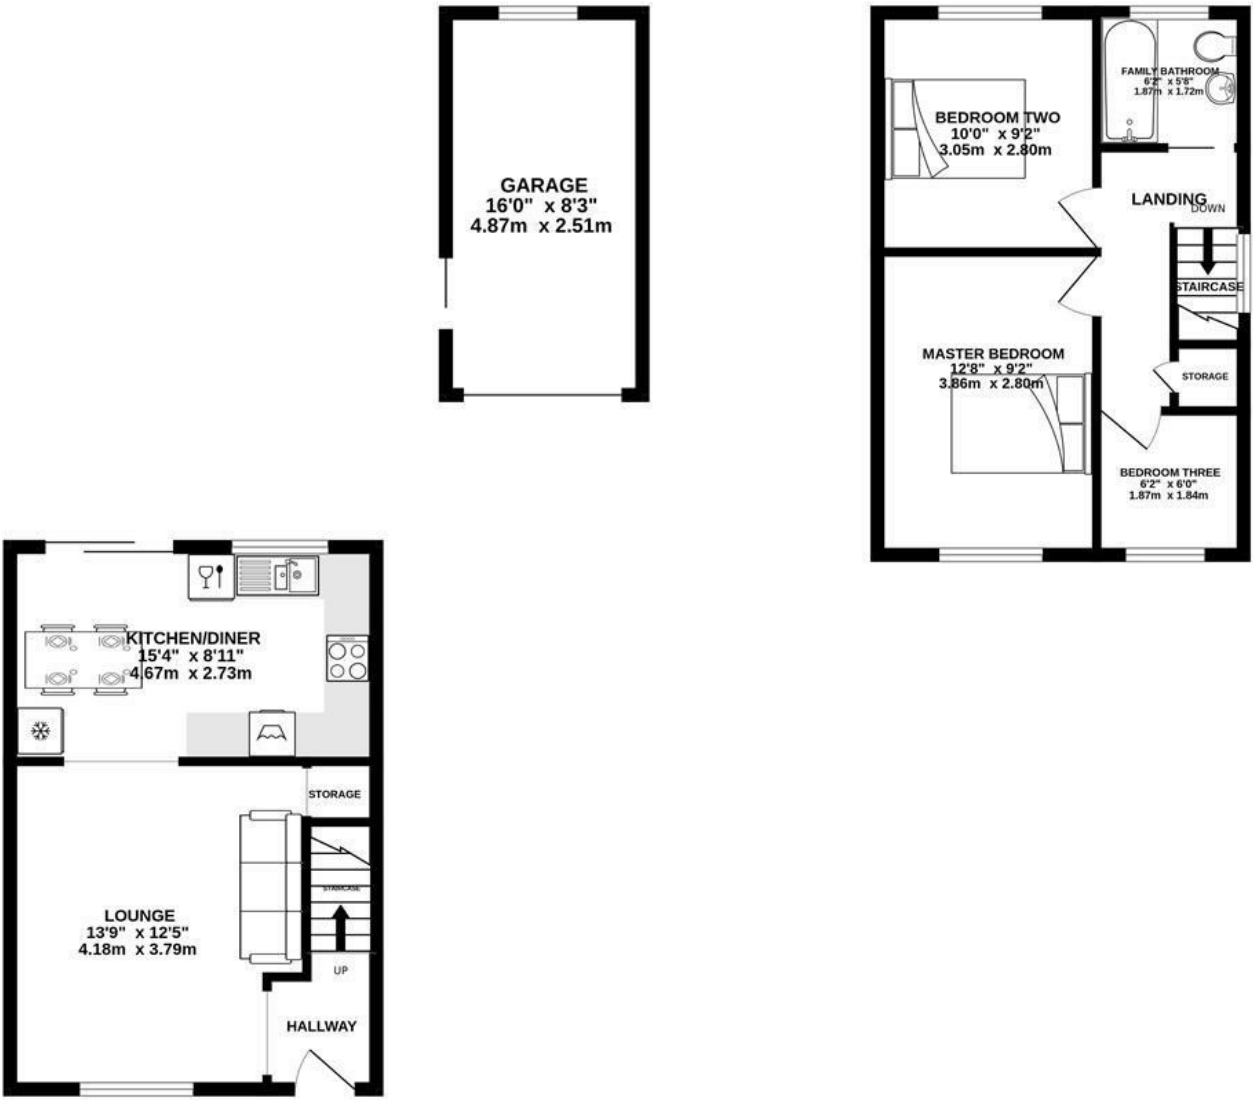 GARAGE
16'0" x 8'3"
4.87m x 2.51m
BEDROOM TWO
10'0" x 9'2"
3.05m x 2.80m
FAMILY BATHROOM
6'2" x 5'8"
1.87m x 1.72m
LANDING
DOWN
STAIRCASE
MASTER BEDROOM
12'8" x 9'2"
3.86m x 2.80m
STORAGE
BEDROOM THREE
6'2" x 6'0"
1.87m x 1.84m
KITCHEN/DINER
15'4" x 8'11"
4.67m x 2.73m
STORAGE
STAIRCASE
LOUNGE
13'9" x 12'5"
4.18m x 3.79m
UP
HALLWAY